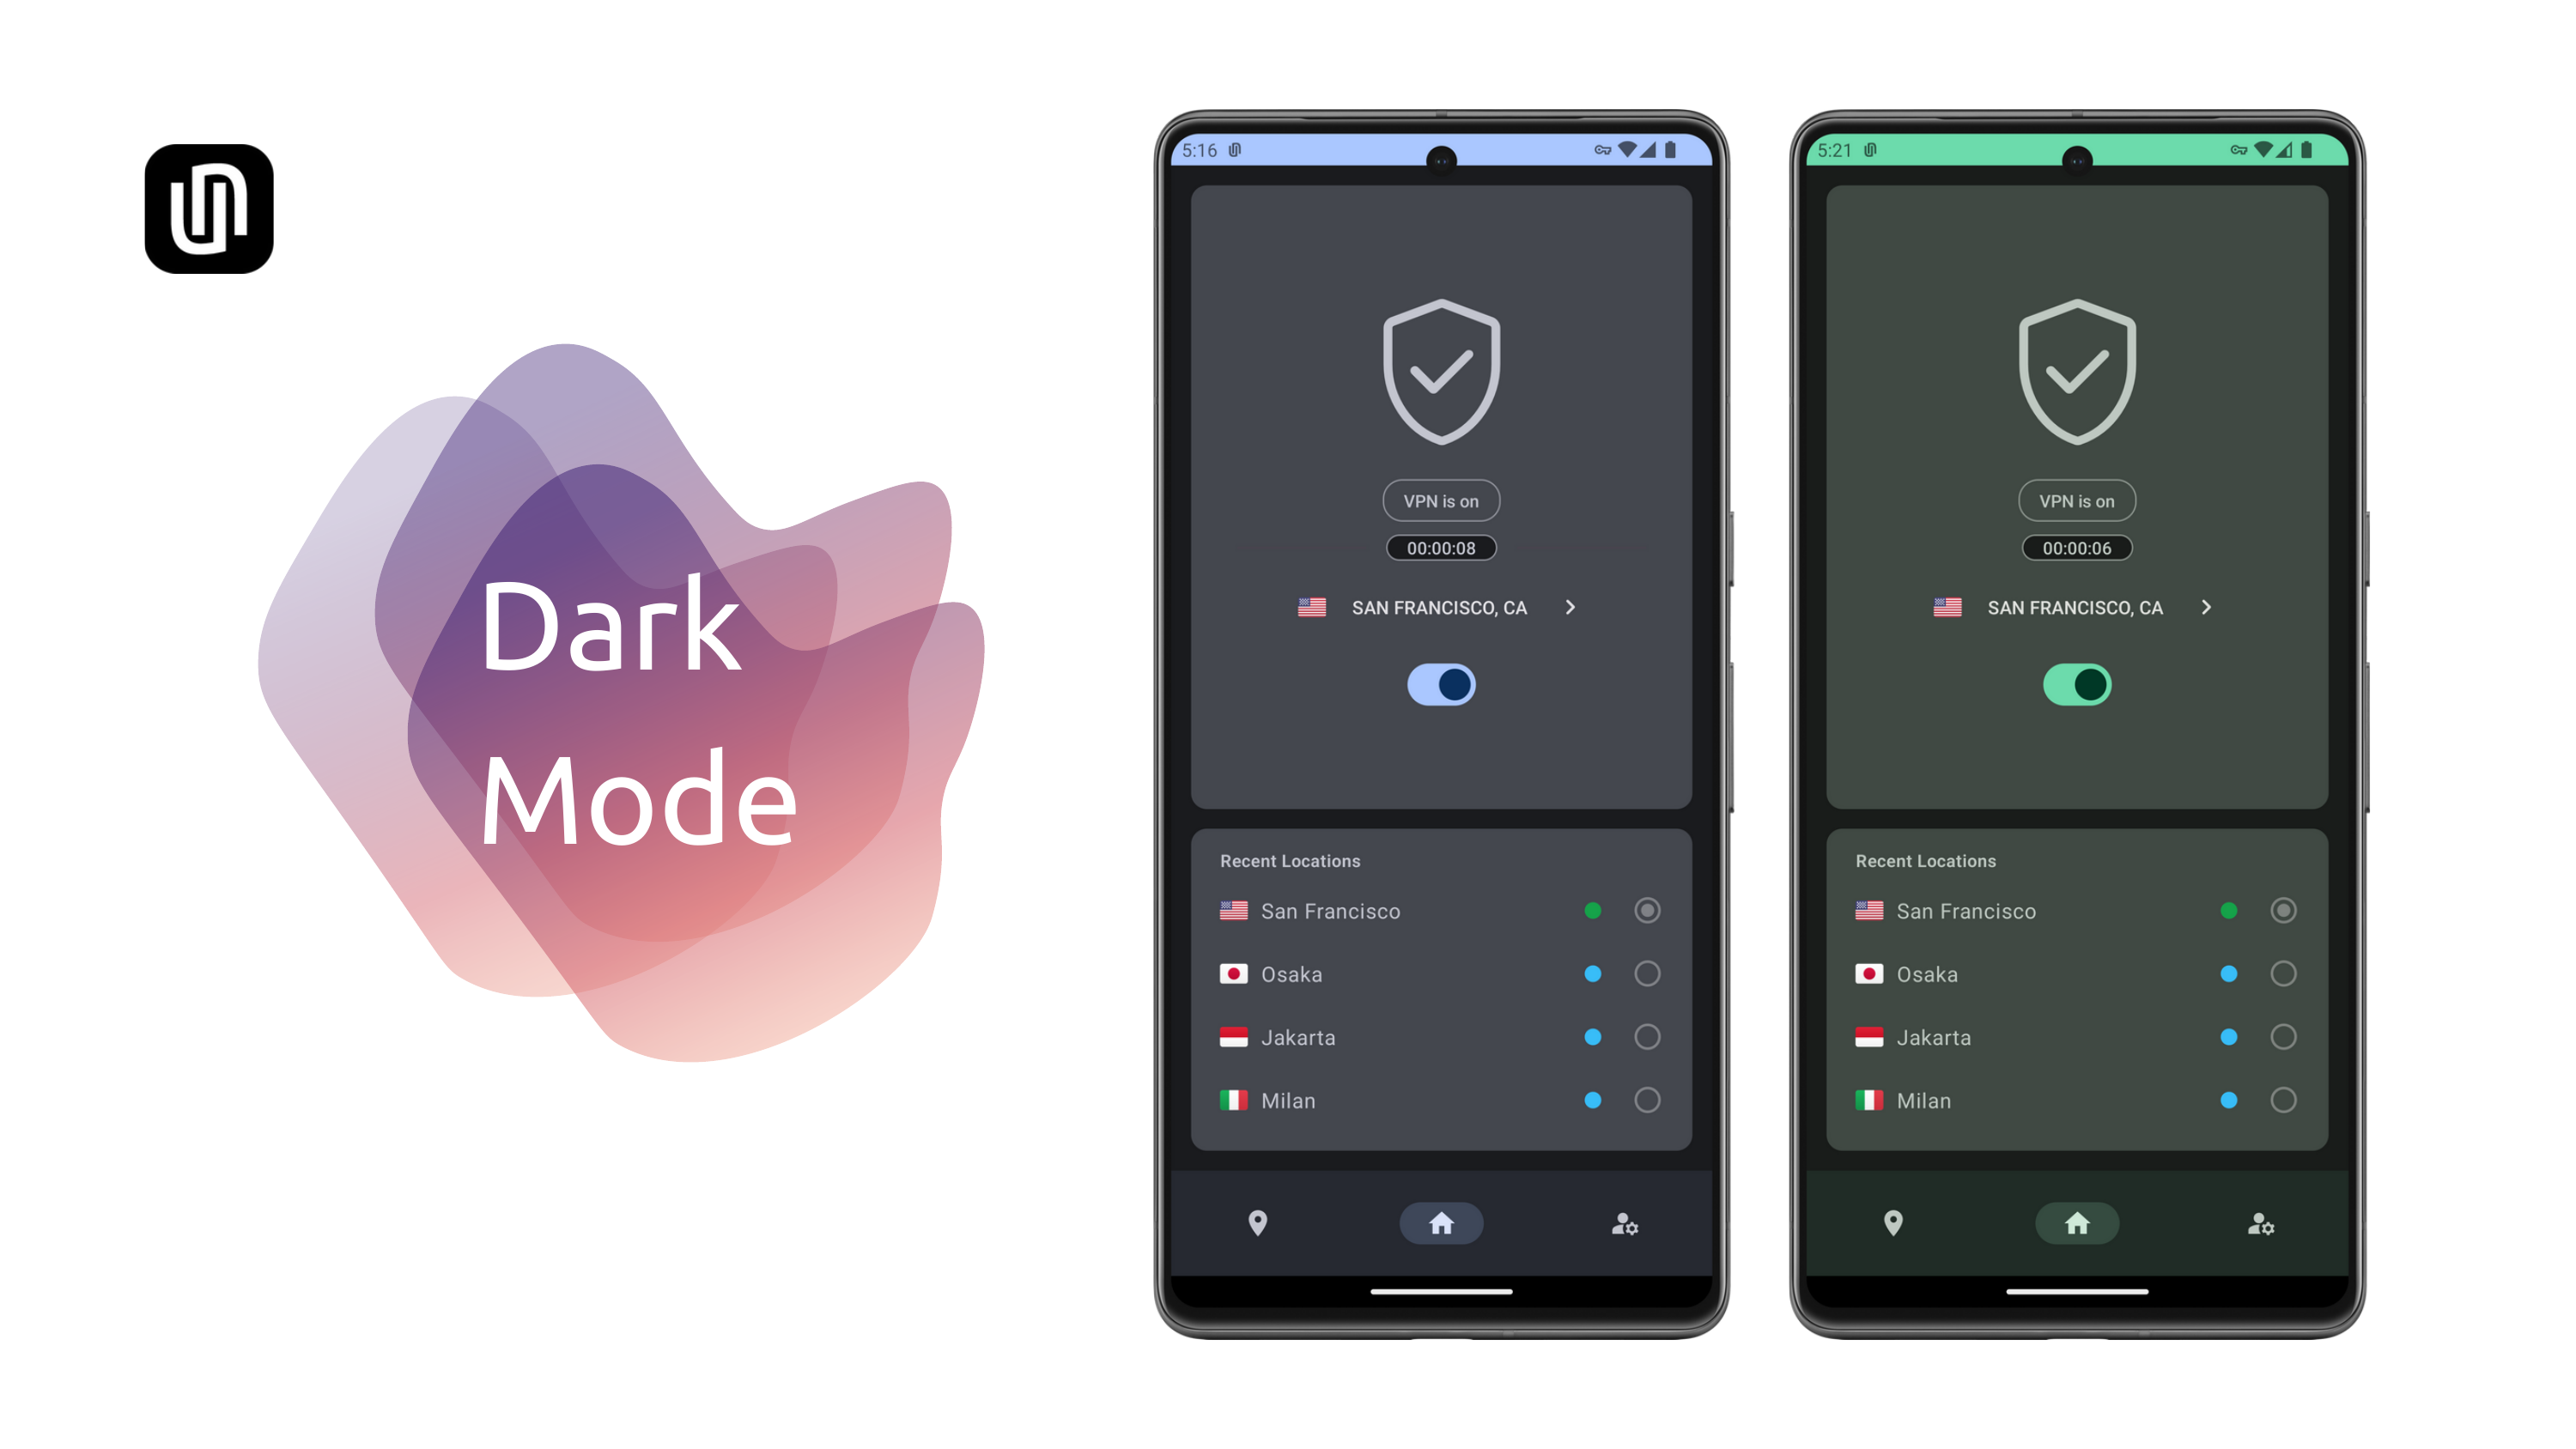 Dark
Mode
5:16
VPN is on
00:00:08
SAN FRANCISCO, CA
Recent Locations
San Francisco
Osaka
Jakarta
Milan
5:21
VPN is on
00:00:06
SAN FRANCISCO, CA
Recent Locations
San Francisco
Osaka
Jakarta
Milan